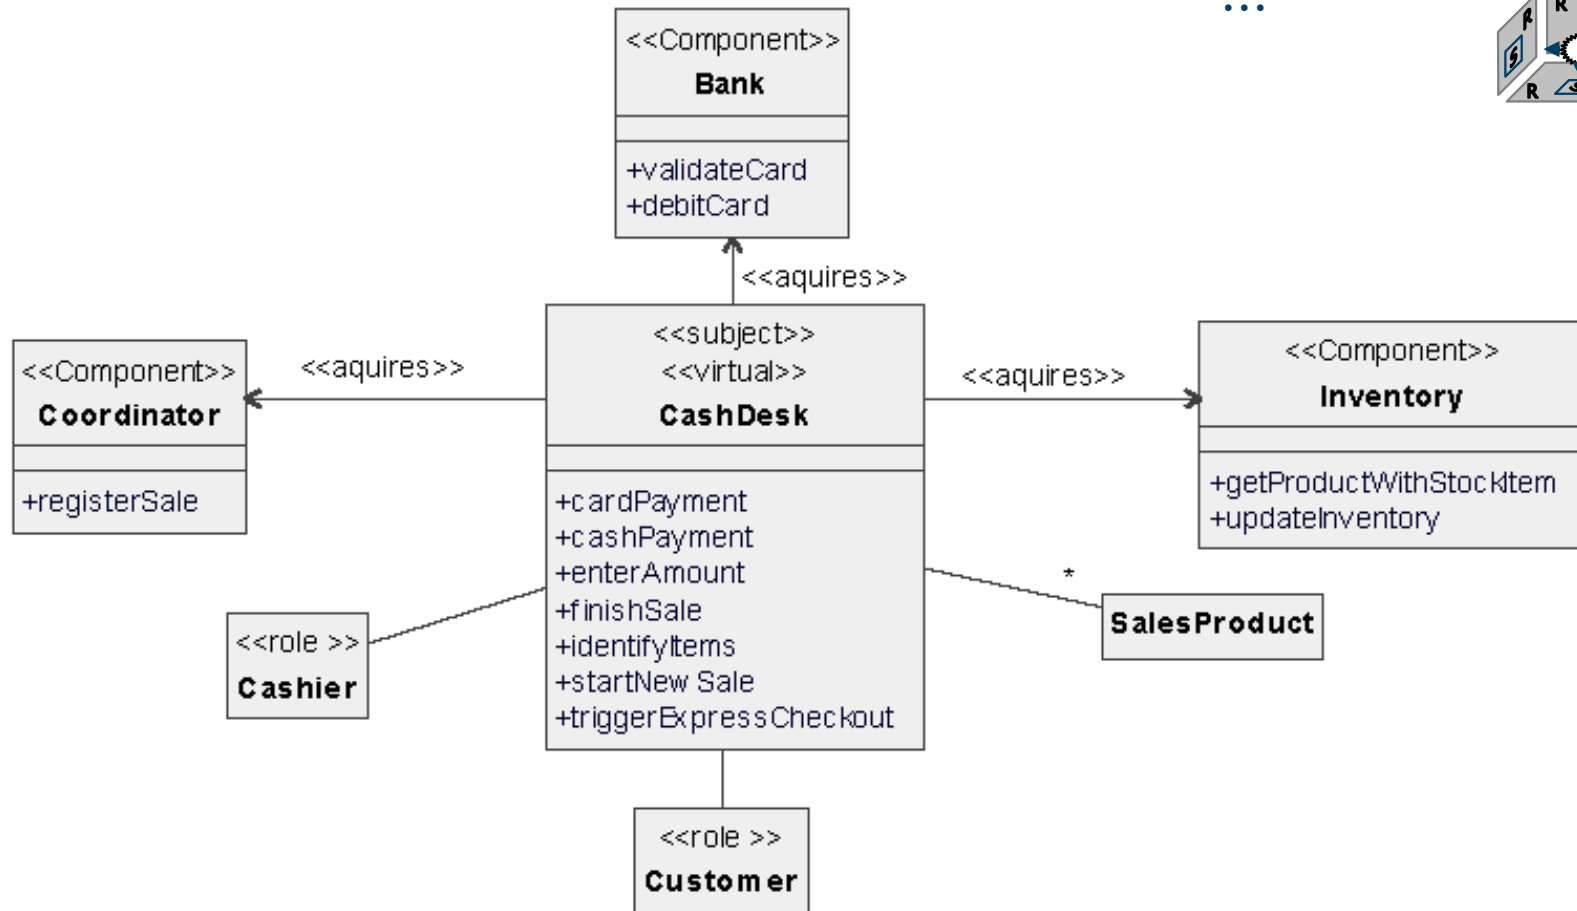 ...
R
R
S
R
S
<<Component>>
Bank
+validateCard
+debitCard
<<aquires>>
<<Component>>
Coordinator
+registerSale
<<aquires>>
<<subject>>
<<virtual>>
CashDesk
+cardPayment
+cashPayment
+enterAmount
+finishSale
+identifyItems
+startNew Sale
+triggerExpressCheckout
<<aquires>>
<<Component>>
Inventory
+getProductWithStockItem
+updateInventory
*
SalesProduct
<<role >>
Cashier
<<role >>
Customer